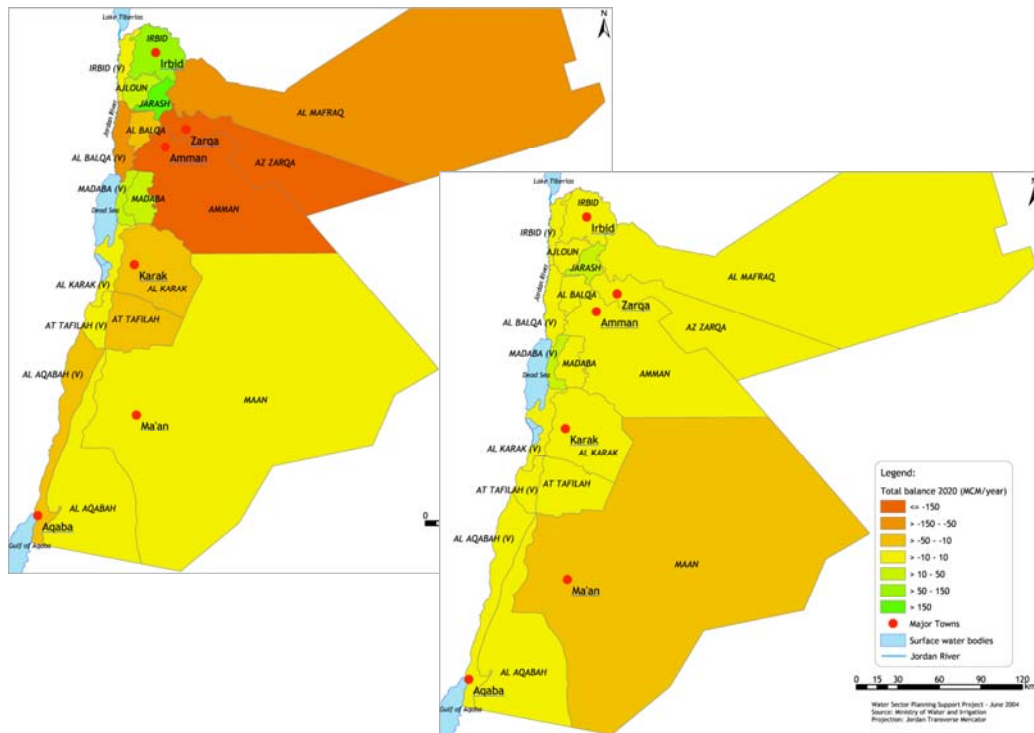 Lake Tiberias
N
IRBID
Irbid
IRBID (V)
AJLOUN
JARASH
AL MAFRAQ
Jordan River
AL BALQA
Zarqa
Amman
AZ ZARQA
AL BALQA (V)
MADABA (V)
MADABA
Dead Sea
AMMAN
Karak
AL KARAK
AL KARAK (V)
AT TAFILAH
AT TAFILAH (V)
AL AQABAH (V)
MAAN
Ma'an
AL AQABAH
Aqaba
0
Gulf of Aqaba
Lake Tiberias
N
IRBID
Irbid
IRBID (V)
AJLOUN
JARASH
AL MAFRAQ
Jordan River
AL BALQA
Zarqa
Amman
AZ ZARQA
AL BALQA (V)
MADABA (V)
MADABA
Dead Sea
AMMAN
Karak
AL KARAK
AL KARAK (V)
AT TAFILAH
AT TAFILAH (V)
AL AQABAH (V)
MAAN
Ma'an
AL AQABAH
Aqaba
Gulf of Aqaba
Legend:
Total balance 2020 (MCM/year)
<= -150
> -150 - -50
> -50 - -10
> -10 - 10
> 10 - 50
> 50 - 150
> 150
Major Towns
Surface water bodies
Jordan River
0 15 30 60 90 120
Water Sector Planning Support Project - June 2004
Source: Ministry of Water and Irrigation
Projection: Jordan Transverse Mercator